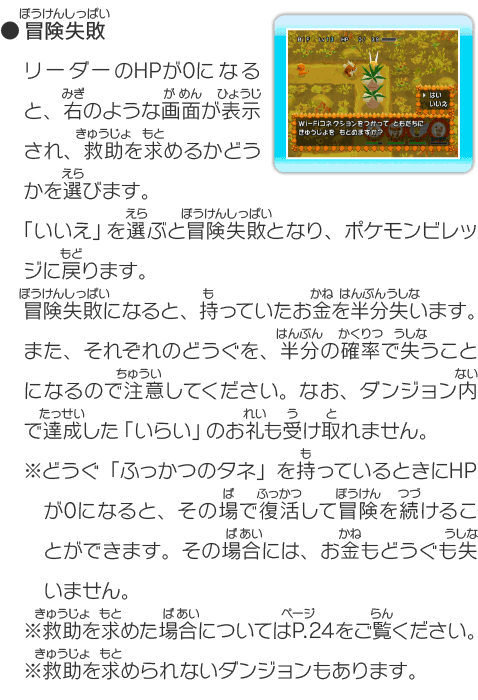 ●冒険失敗
リーダーのHPが0になる
と、右のような画面が表示
され、救助を求めるかどう
かを選びます。
はい
いいえ
Wi-Fiコネクションをつかって ともだちに
きゅうじょを もとめますか?
「いいえ」を選ぶと冒険失敗となり、ポケモンビレッ
ジに戻ります。
冒険失敗になると、持っていたお金を半分失います。
また、それぞれのどうぐを、半分の確率で失うこと
になるので注意してください。なお、ダンジョン内
で達成した「いらい」のお礼も受け取れません。
※どうぐ「ふっかつのタネ」を持っているときにHP
が0になると、その場で復活して冒険を続けるこ
とができます。その場合には、お金もどうぐも失
いません。
※救助を求めた場合についてはP.24をご覧ください。
※救助を求められないダンジョンもあります。